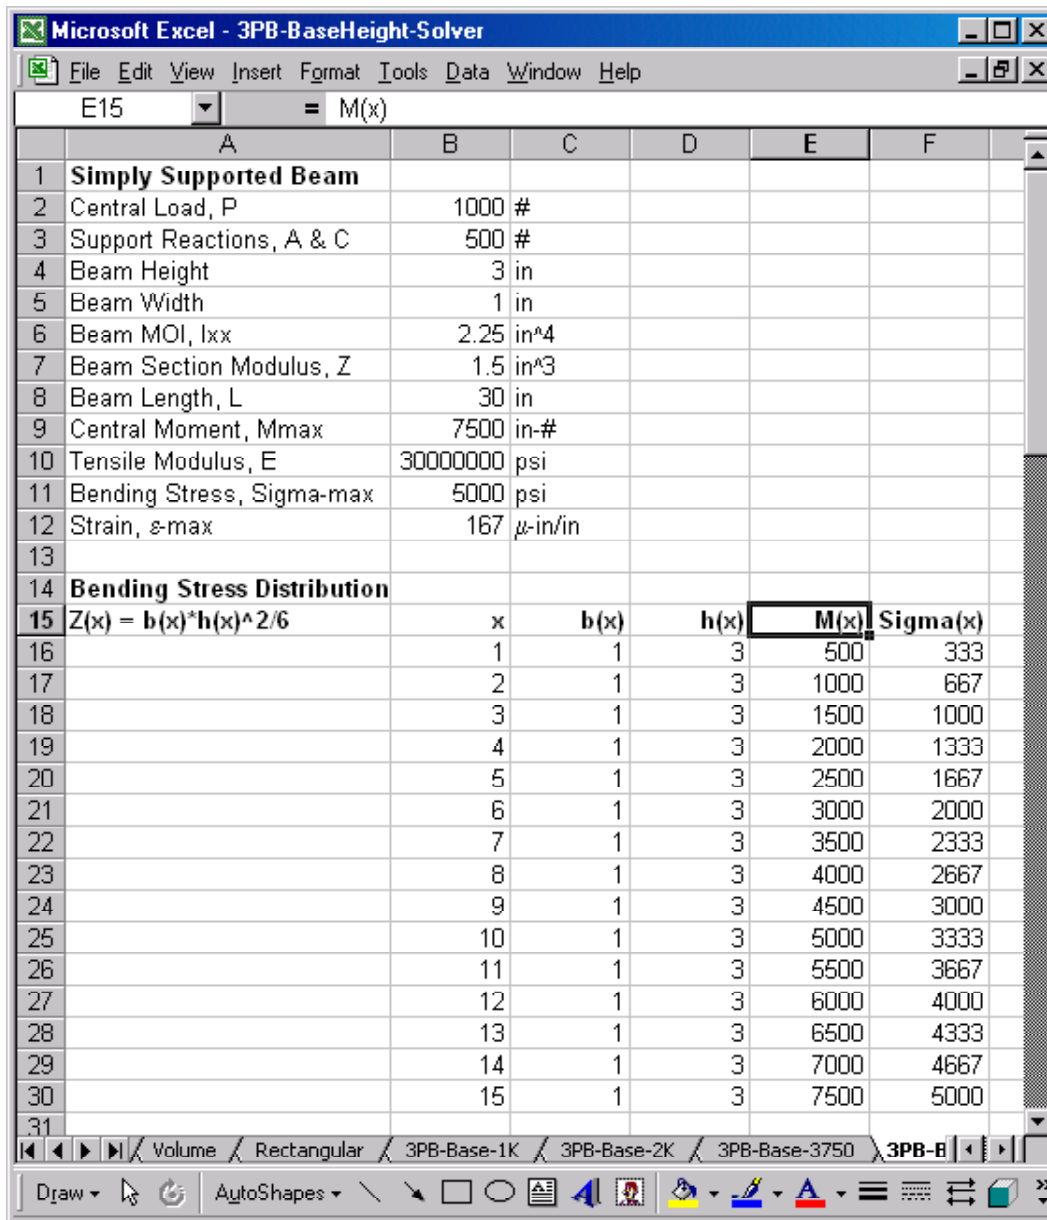 Microsoft Excel - 3PB-BaseHeight-Solver
File Edit View Insert Format Tools Data Window Help
E15 = M(x)
A B C D E F
1 Simply Supported Beam
2 Central Load, P 1000 #
3 Support Reactions, A & C 500 #
4 Beam Height 3 in
5 Beam Width 1 in
6 Beam MOI, Ixx 2.25 in^4
7 Beam Section Modulus, Z 1.5 in^3
8 Beam Length, L 30 in
9 Central Moment, Mmax 7500 in-#
10 Tensile Modulus, E 30000000 psi
11 Bending Stress, Sigma-max 5000 psi
12 Strain, ε-max 167 μ-in/in
13
14 Bending Stress Distribution
15 Z(x) = b(x)*h(x)^2/6 x b(x) h(x) M(x) Sigma(x)
16 1 1 3 500 333
17 2 1 3 1000 667
18 3 1 3 1500 1000
19 4 1 3 2000 1333
20 5 1 3 2500 1667
21 6 1 3 3000 2000
22 7 1 3 3500 2333
23 8 1 3 4000 2667
24 9 1 3 4500 3000
25 10 1 3 5000 3333
26 11 1 3 5500 3667
27 12 1 3 6000 4000
28 13 1 3 6500 4333
29 14 1 3 7000 4667
30 15 1 3 7500 5000
31
Volume Rectangular 3PB-Base-1K 3PB-Base-2K 3PB-Base-3750 3PB-B
Draw AutoShapes